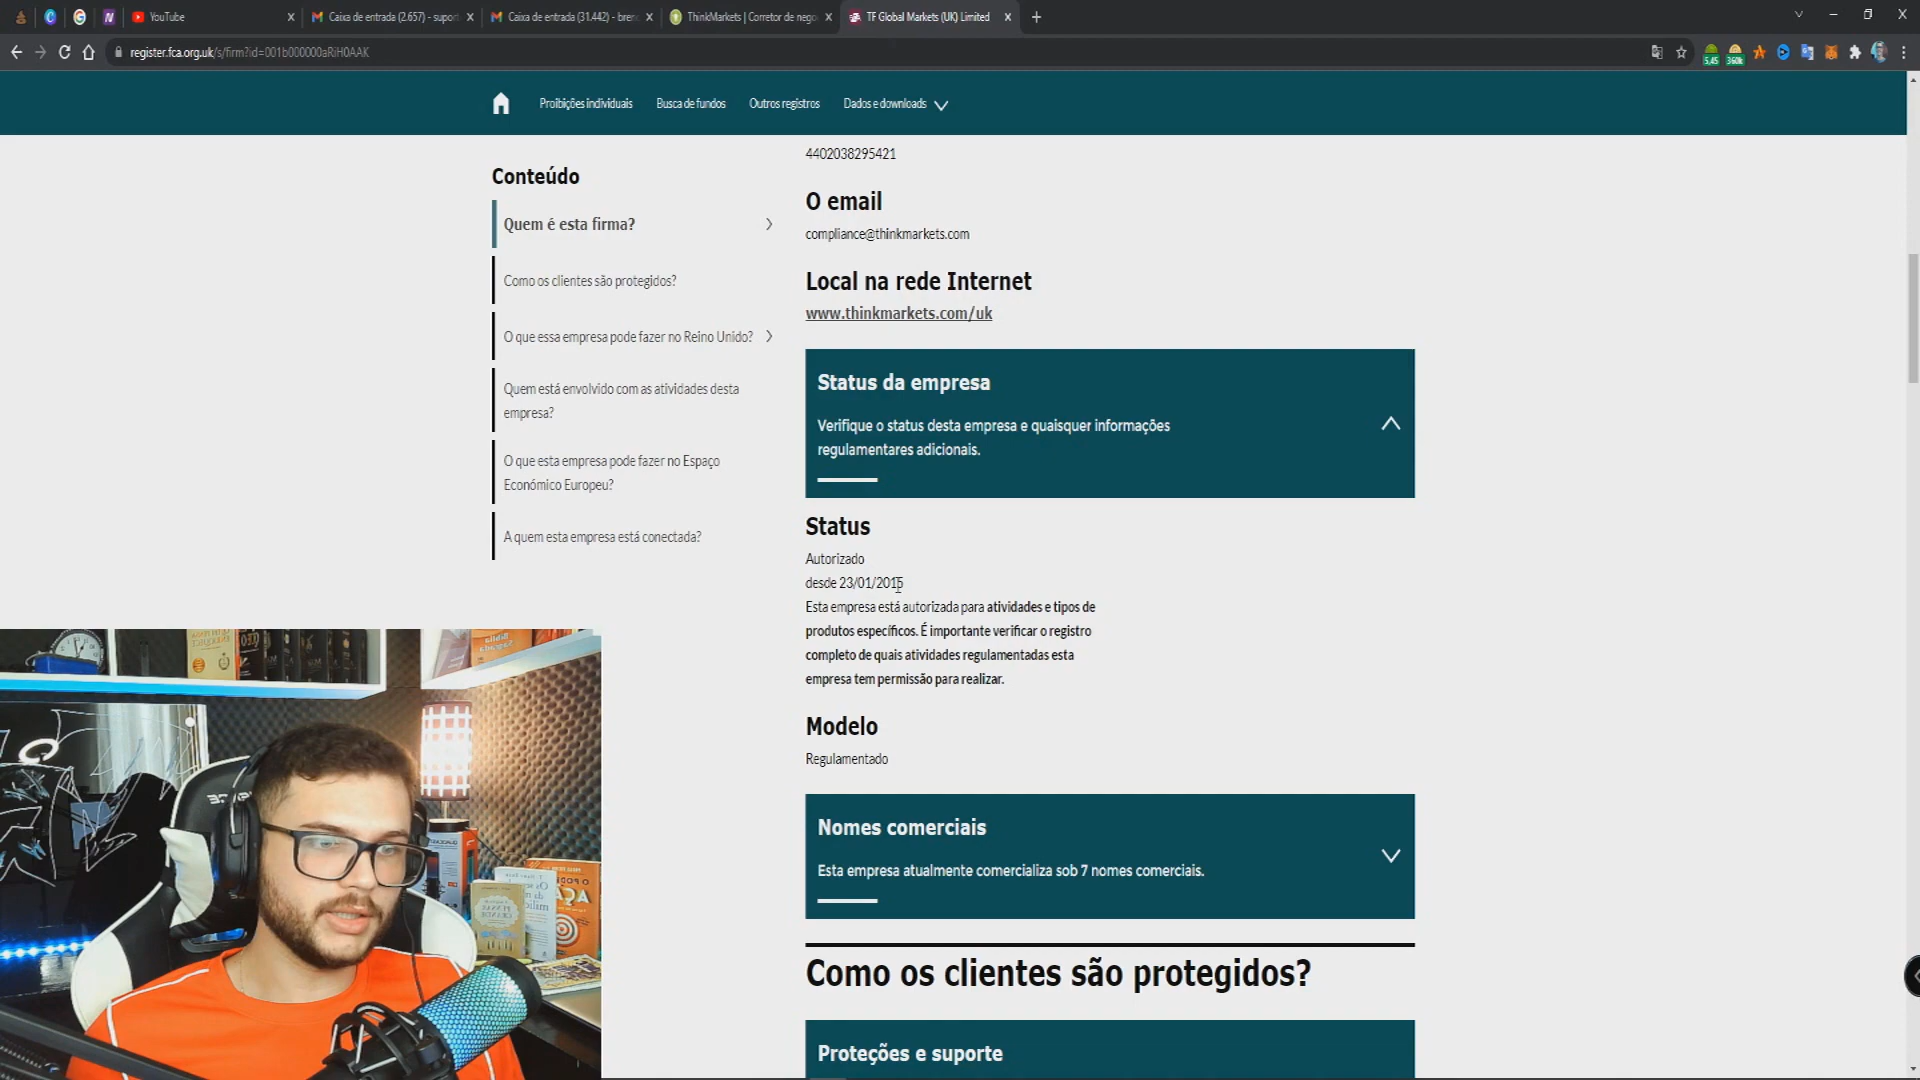 YouTube
Caixa de entrada (2.657) - supor
Caixa de entrada (31.442) - bren
ThinkMarkets | Corretor de nego
TF Global Markets (UK) Limited
register.fca.org.uk/s/firm?id=001b000000aRiH0AAK
5,45
360k
Proibições individuais
Busca de fundos
Outros registros
Dados e downloads
Conteúdo
Quem é esta firma?
Como os clientes são protegidos?
O que essa empresa pode fazer no Reino Unido?
Quem está envolvido com as atividades desta
empresa?
O que esta empresa pode fazer no Espaço
Económico Europeu?
A quem esta empresa está conectada?
4402038295421
O email
compliance@thinkmarkets.com
Local na rede Internet
www.thinkmarkets.com/uk
Status da empresa
Verifique o status desta empresa e quaisquer informações
regulamentares adicionais.
Status
Autorizado
desde 23/01/2015
Esta empresa está autorizada para atividades e tipos de
produtos específicos. É importante verificar o registro
completo de quais atividades regulamentadas esta
empresa tem permissão para realizar.
Modelo
Regulamentado
Nomes comerciais
Esta empresa atualmente comercializa sob 7 nomes comerciais.
Como os clientes são protegidos?
Proteções e suporte